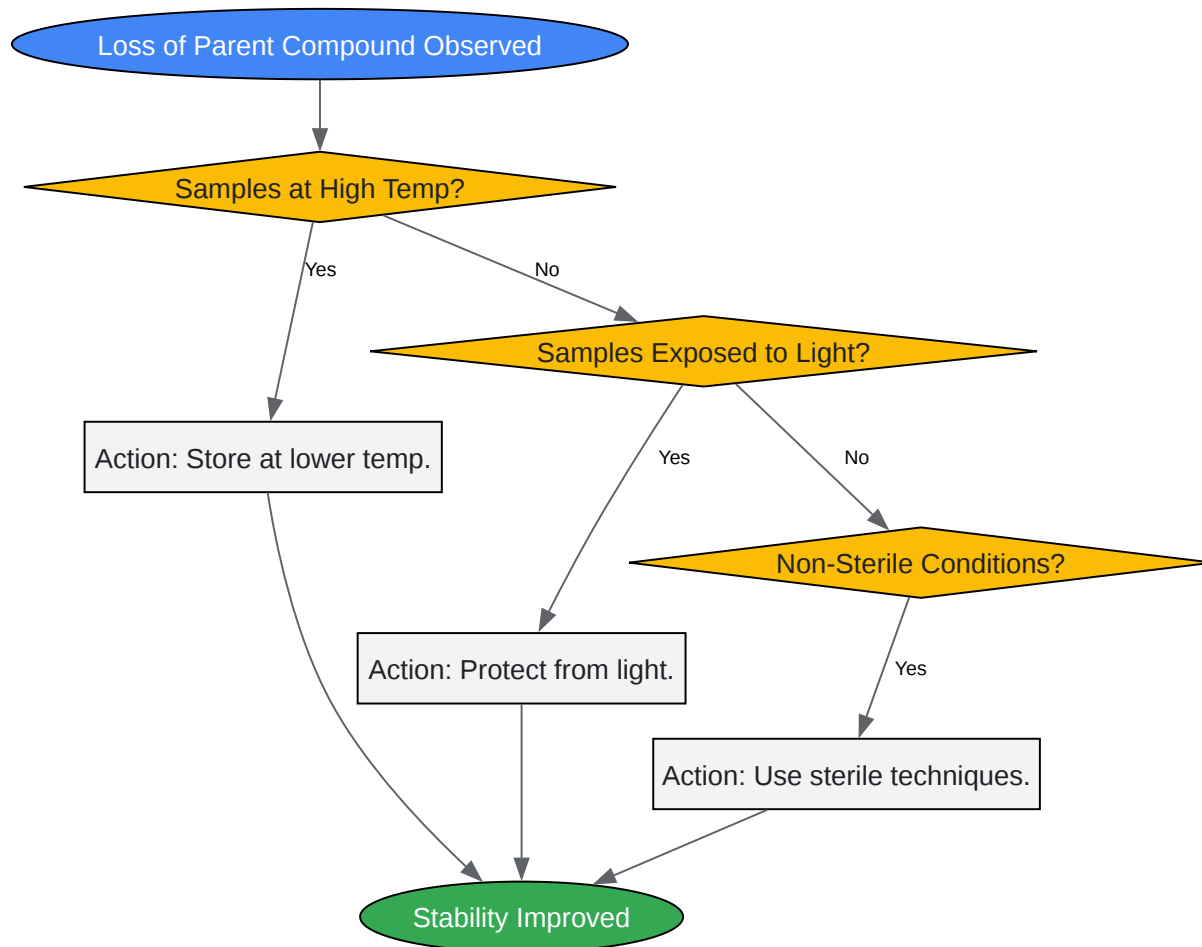 Loss of Parent Compound Observed
Samples at High Temp?
Yes
No
Samples Exposed to Light?
Action: Store at lower temp.
Yes
No
Non-Sterile Conditions?
Action: Protect from light.
Yes
Action: Use sterile techniques.
Stability Improved